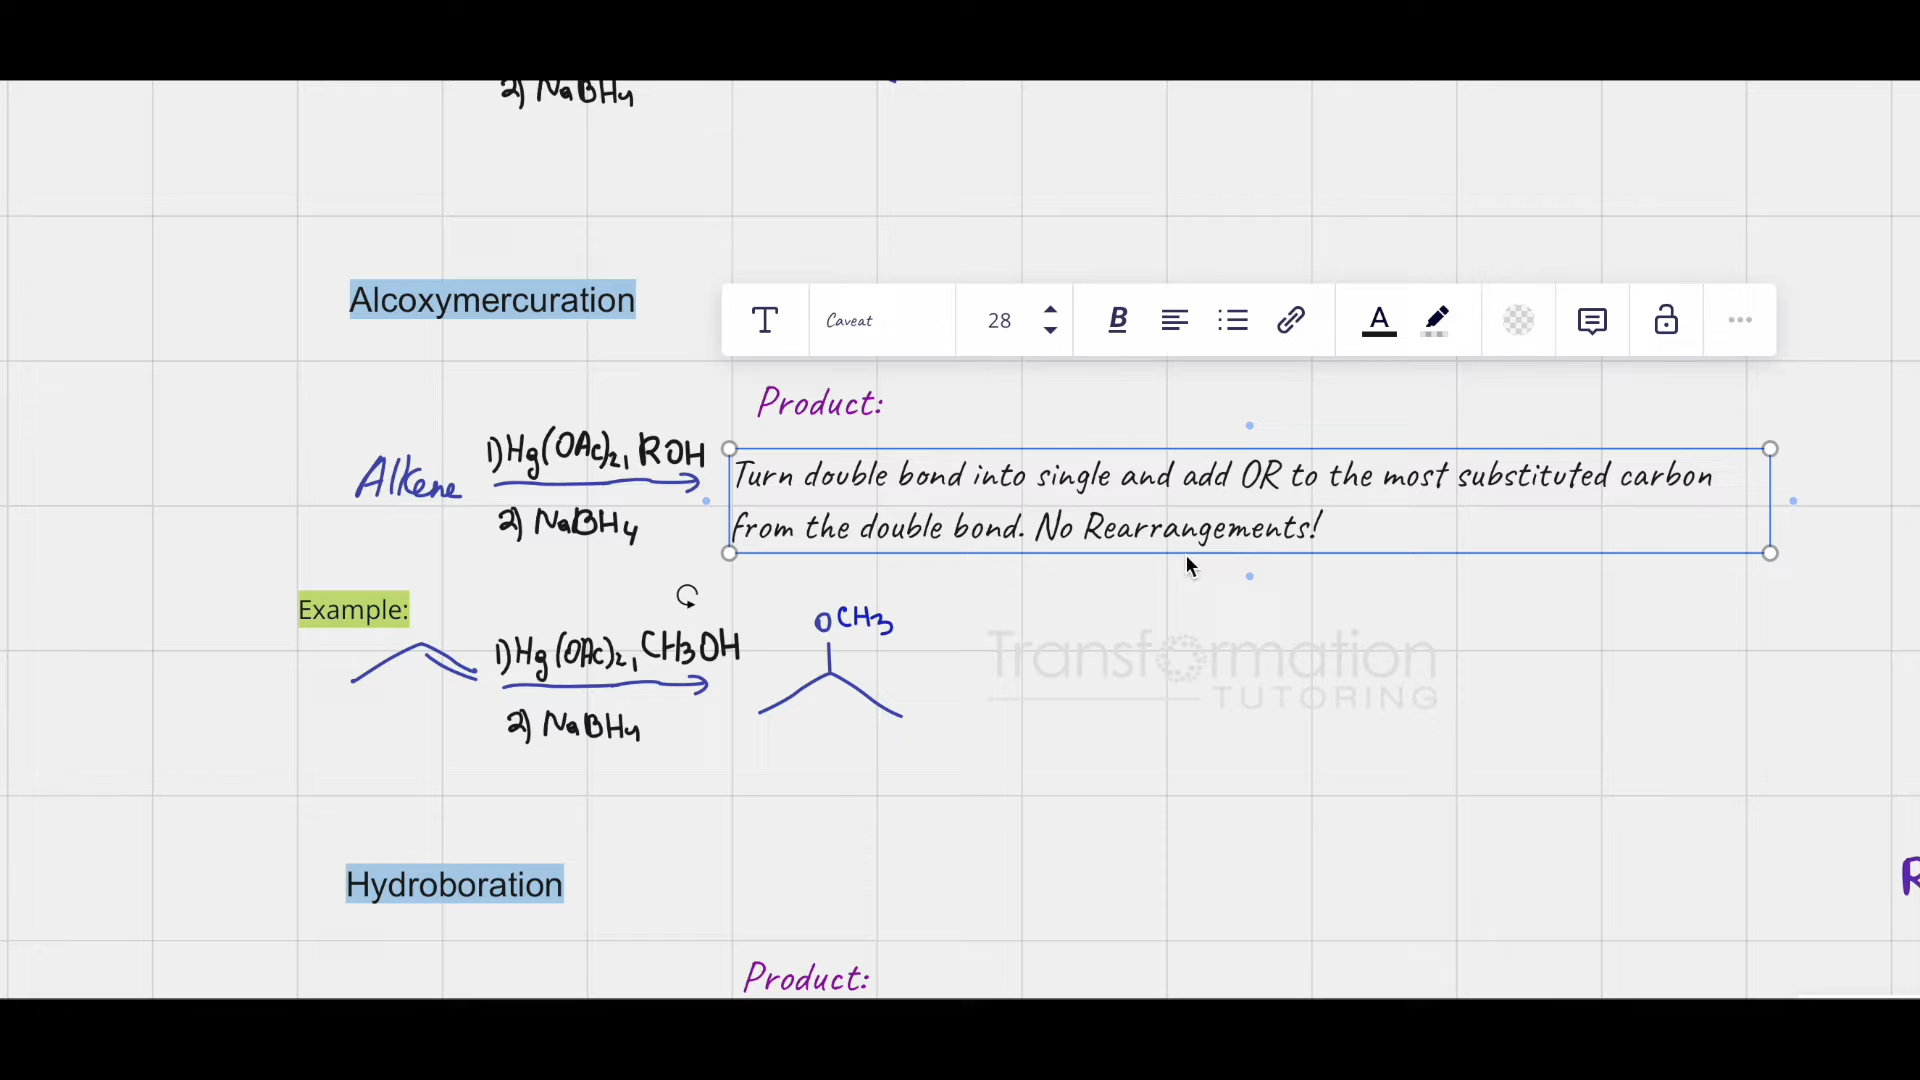 2) NaBH4
Alcoxymercuration
Caveat
28
B
A
Product:
Alkene
1) Hg(OAc)2, ROH
2) NaBH4
Turn double bond into single and add OR to the most substituted carbon
from the double bond. No Rearrangements!
Example:
1) Hg(OAc)2, CH3OH
2) NaBH4
OCH3
Transformation
TUTORING
Hydroboration
R
Product: